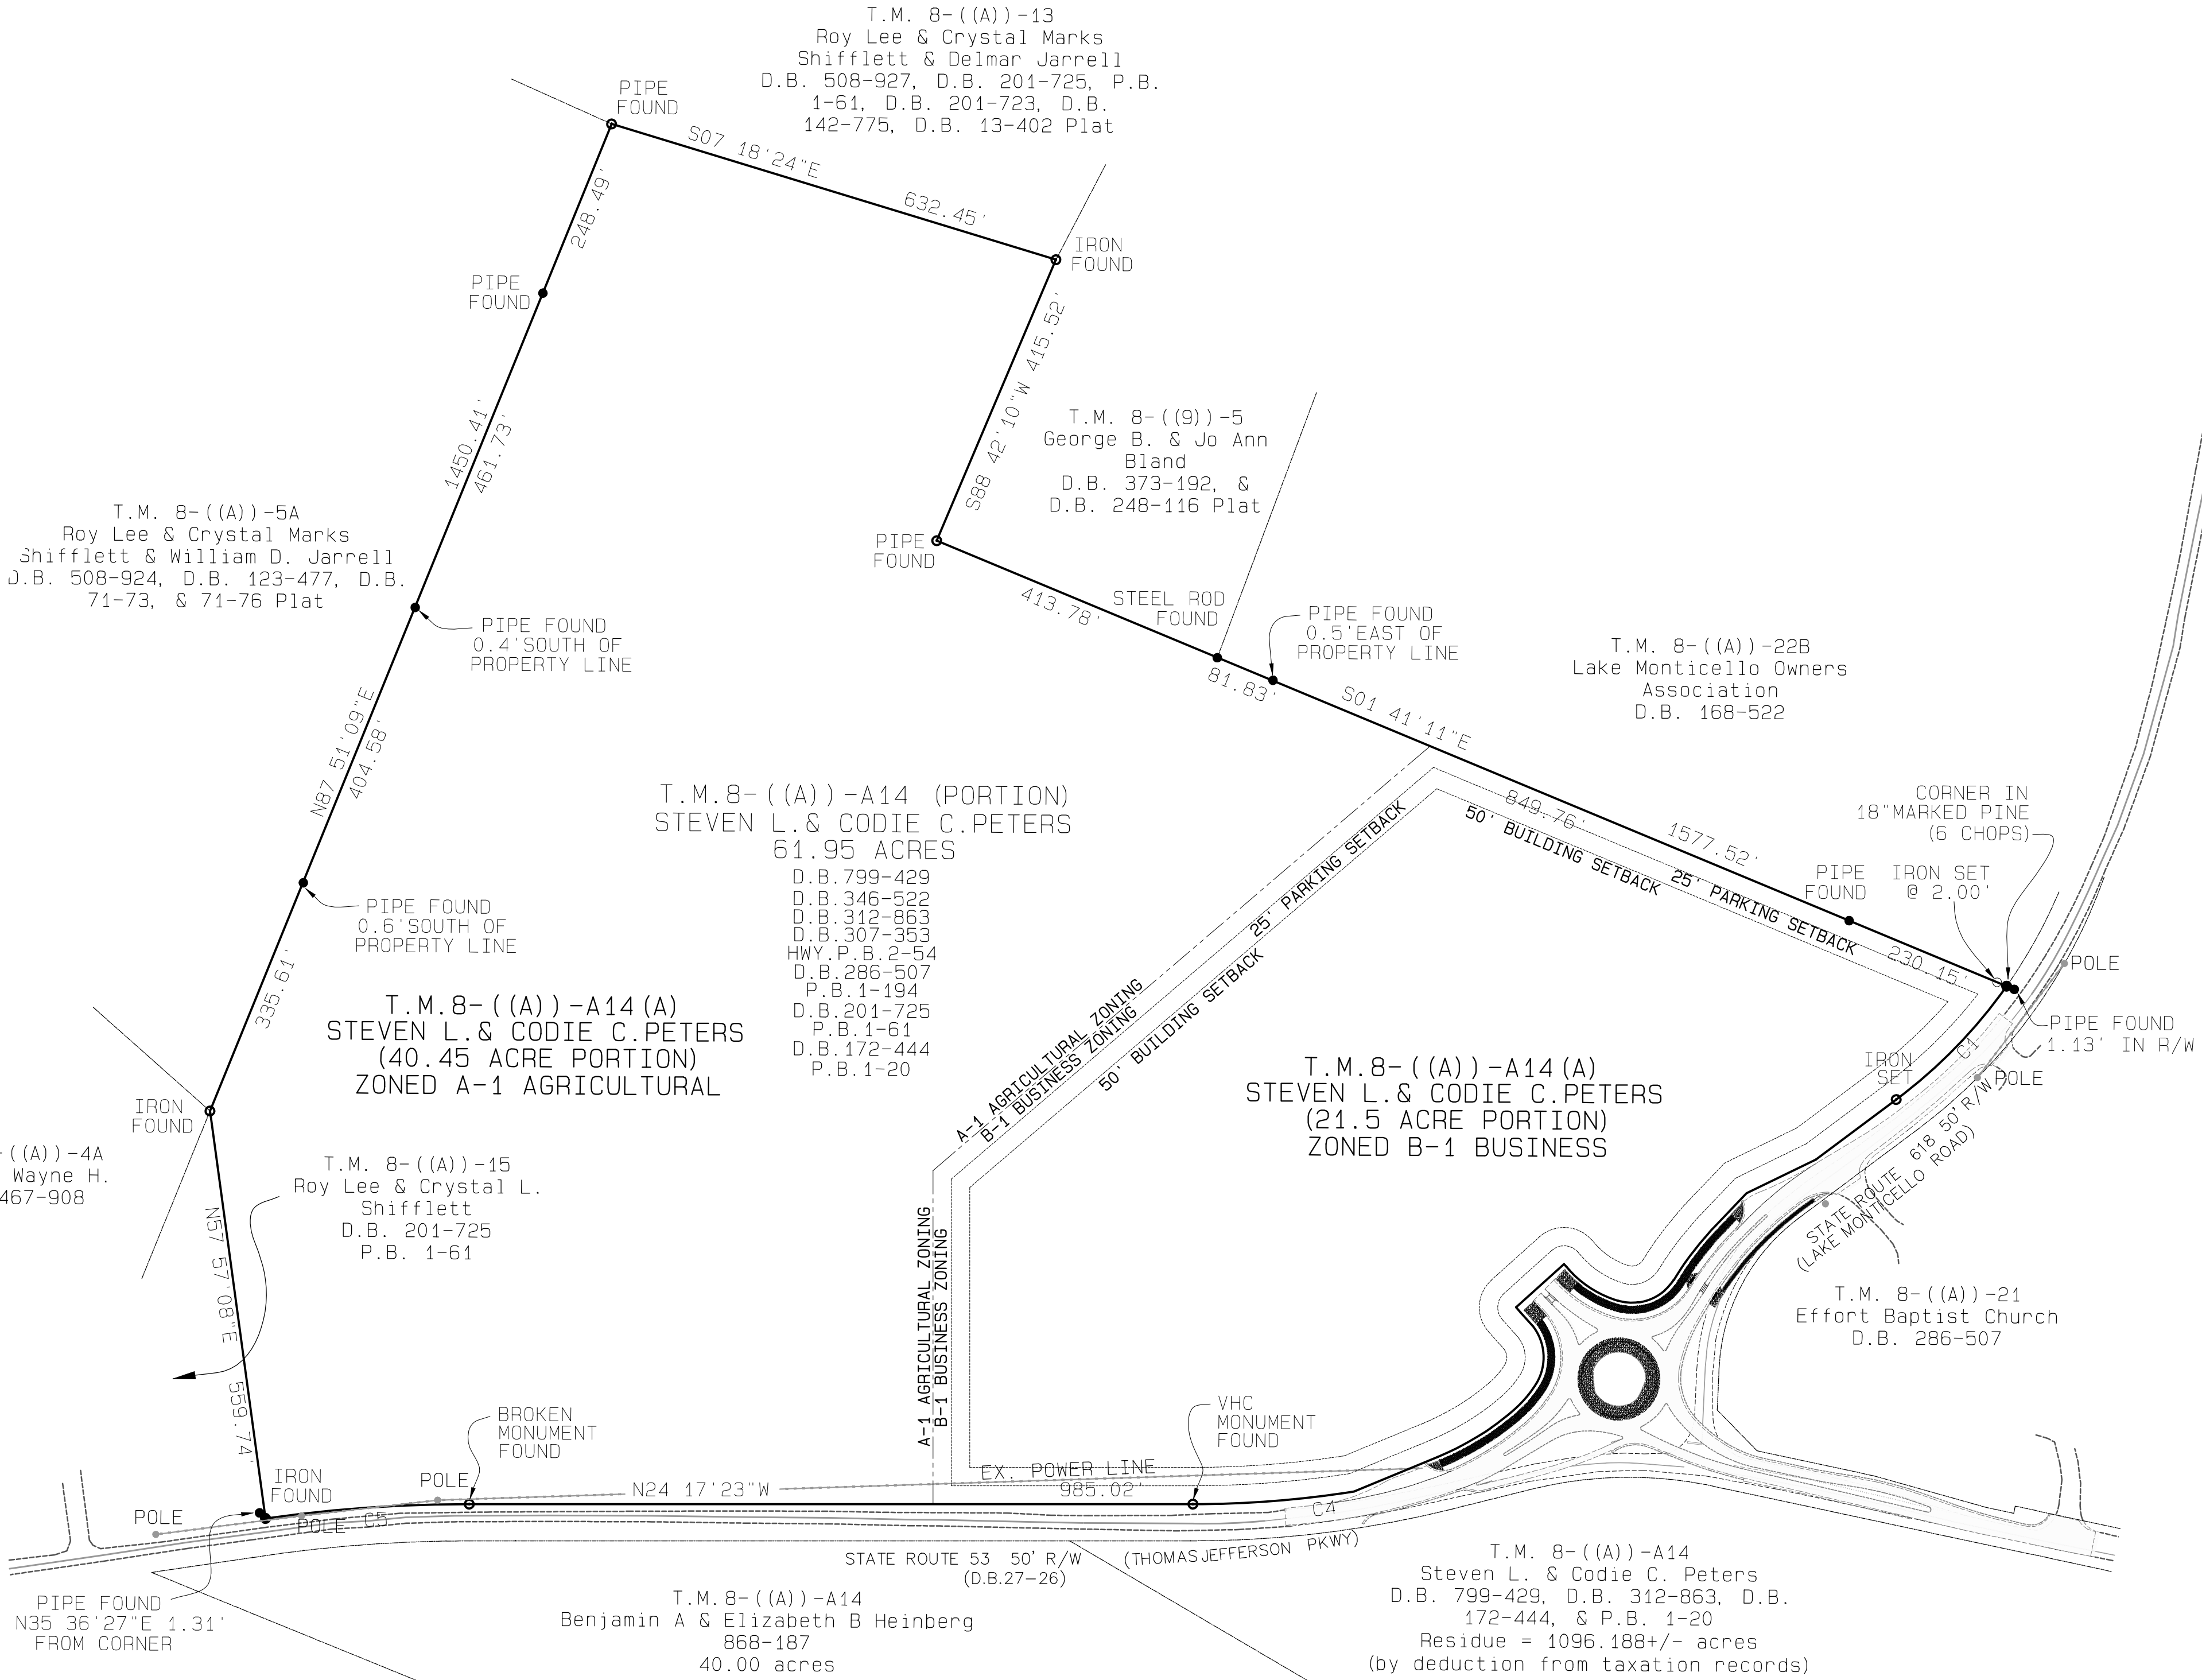 T.M. 8-((A))-13
Roy Lee & Crystal Marks
Shifflett & Delmar Jarrell
D.B. 508-927, D.B. 201-725, P.B.
1-61, D.B. 201-723, D.B.
142-775, D.B. 13-402 Plat
PIPE
FOUND
S07 18'24"E
632.45'
248.49'
IRON
FOUND
PIPE
FOUND
S88 42'10"W 415.52'
1450.41'
461.73'
T.M. 8-((9))-5
George B. & Jo Ann
Bland
D.B. 373-192, &
D.B. 248-116 Plat
T.M. 8-((A))-5A
Roy Lee & Crystal Marks
Shifflett & William D. Jarrell
D.B. 508-924, D.B. 123-477, D.B.
71-73, & 71-76 Plat
PIPE
FOUND
413.78'
STEEL ROD
FOUND
PIPE FOUND
0.5'EAST OF
PROPERTY LINE
81.83'
S01 41'11"E
PIPE FOUND
0.4'SOUTH OF
PROPERTY LINE
T.M. 8-((A))-22B
Lake Monticello Owners
Association
D.B. 168-522
N87 51'09"E
404.58'
T.M.8-((A))-A14 (PORTION)
STEVEN L.& CODIE C.PETERS
61.95 ACRES
D.B.799-429
D.B.346-522
D.B.312-863
D.B.307-353
HWY.P.B.2-54
D.B.286-507
P.B.1-194
D.B.201-725
P.B.1-61
D.B.172-444
P.B.1-20
849.76'
1577.52'
50' BUILDING SETBACK
25' PARKING SETBACK
25' PARKING SETBACK
50' BUILDING SETBACK
CORNER IN
18"MARKED PINE
(6 CHOPS)
PIPE
FOUND
IRON SET
@ 2.00'
230.15'
POLE
PIPE FOUND
1.13' IN R/W
C1
POLE
IRON
SET
PIPE FOUND
0.6'SOUTH OF
PROPERTY LINE
335.61'
T.M.8-((A))-A14(A)
STEVEN L.& CODIE C.PETERS
(40.45 ACRE PORTION)
ZONED A-1 AGRICULTURAL
A-1 AGRICULTURAL ZONING
B-1 BUSINESS ZONING
T.M.8-((A))-A14(A)
STEVEN L.& CODIE C.PETERS
(21.5 ACRE PORTION)
ZONED B-1 BUSINESS
STATE ROUTE 618 50' R/W
(LAKE MONTICELLO ROAD)
IRON
FOUND
-((A))-4A
Wayne H.
467-908
T.M. 8-((A))-15
Roy Lee & Crystal L.
Shifflett
D.B. 201-725
P.B. 1-61
N57 57'08"E
559.74'
A-1 AGRICULTURAL ZONING
B-1 BUSINESS ZONING
T.M. 8-((A))-21
Effort Baptist Church
D.B. 286-507
BROKEN
MONUMENT
FOUND
VHC
MONUMENT
FOUND
IRON
FOUND
POLE
POLE
POLE
C5
N24 17'23"W
EX. POWER LINE
985.02'
C4
STATE ROUTE 53 50' R/W
(D.B.27-26)
(THOMAS JEFFERSON PKWY)
PIPE FOUND
N35 36'27"E 1.31'
FROM CORNER
T.M.8-((A))-A14
Benjamin A & Elizabeth B Heinberg
868-187
40.00 acres
T.M. 8-((A))-A14
Steven L. & Codie C. Peters
D.B. 799-429, D.B. 312-863, D.B.
172-444, & P.B. 1-20
Residue = 1096.188+/- acres
(by deduction from taxation records)